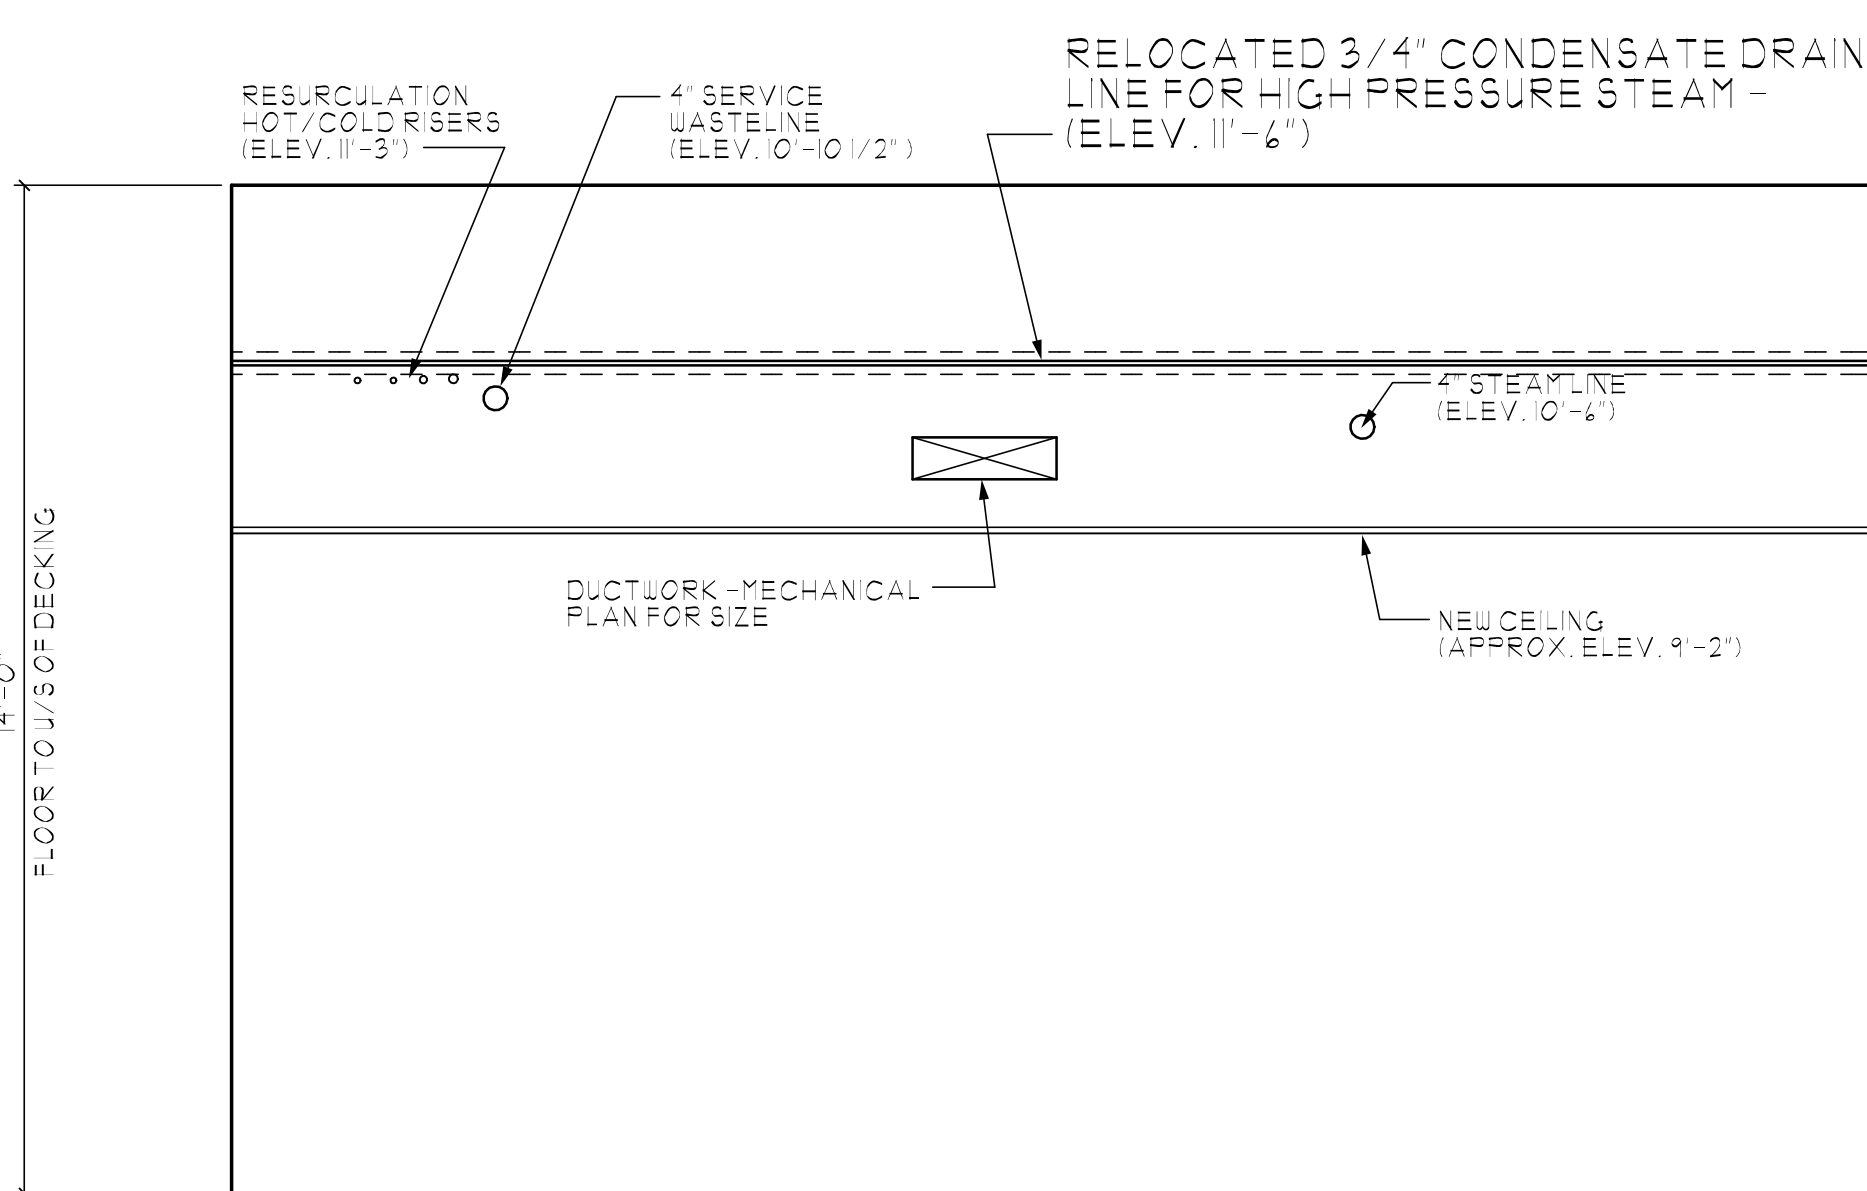 RELOCATED 3/4" CONDENSATE DRAIN
LINE FOR HIGH PRESSURE STEAM -
(ELEV. 11'-6")
RESURCULATION
HOT/COLD RISERS
(ELEV. 11'-3")
4" SERVICE
WASTELINE
(ELEV. 10'-10 1/2")
4" STEAM LINE
(ELEV. 10'-6")
DUCTWORK - MECHANICAL
PLAN FOR SIZE
NEW CEILING
(APPROX. ELEV. 9'-2")
14'-0"
FLOOR TO U/S OF DECKING